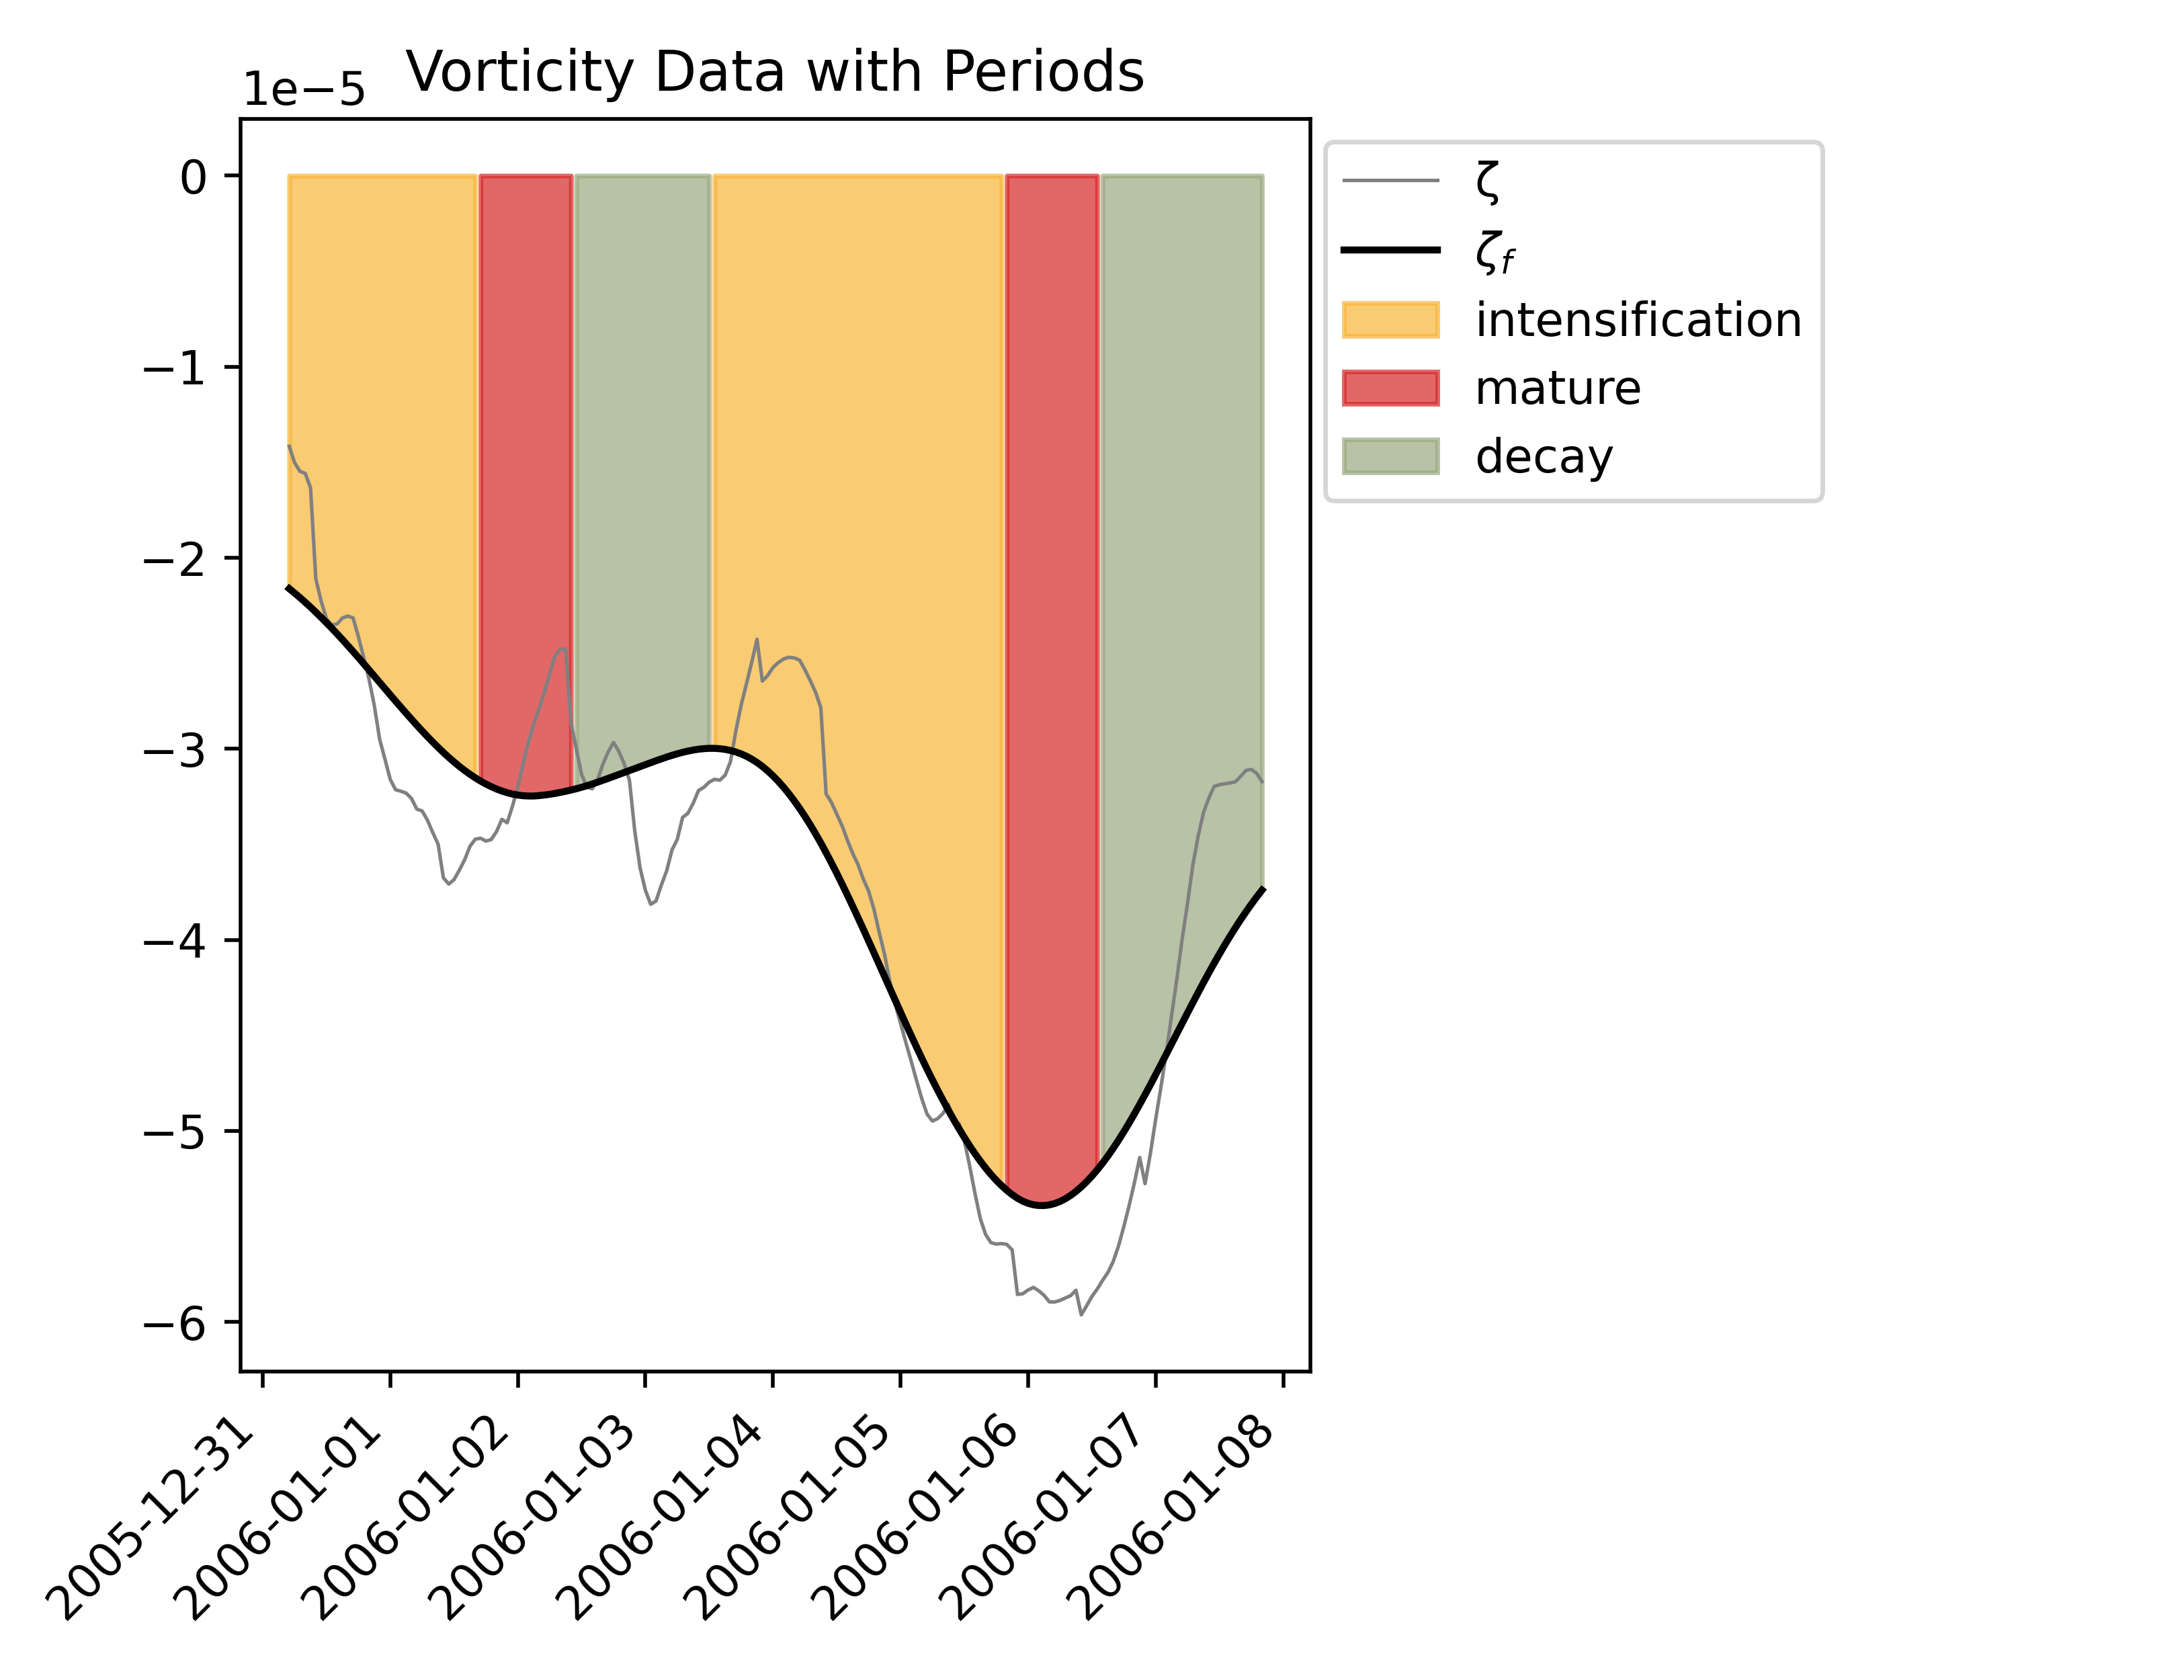 Vorticity Data with Periods
1e−5
0
−1
−2
−3
−4
−5
−6
2005-12-31
2006-01-01
2006-01-02
2006-01-03
2006-01-04
2006-01-05
2006-01-06
2006-01-07
2006-01-08
ζ
ζf
intensification
mature
decay